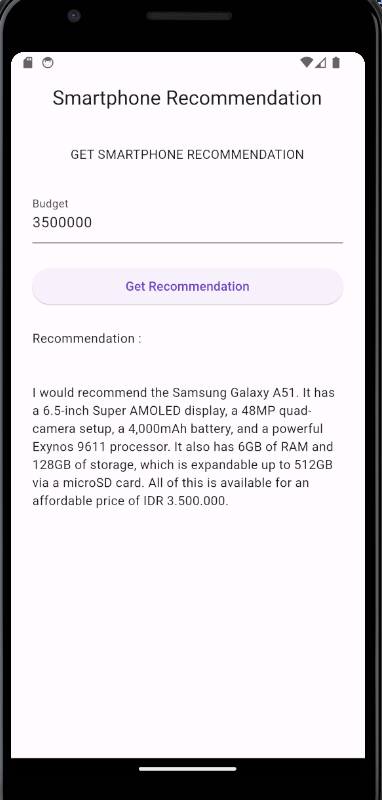 Smartphone Recommendation
GET SMARTPHONE RECOMMENDATION
Budget
3500000
Get Recommendation
Recommendation :
I would recommend the Samsung Galaxy A51. It has
a 6.5-inch Super AMOLED display, a 48MP quad-
camera setup, a 4,000mAh battery, and a powerful
Exynos 9611 processor. It also has 6GB of RAM and
128GB of storage, which is expandable up to 512GB
via a microSD card. All of this is available for an
affordable price of IDR 3.500.000.